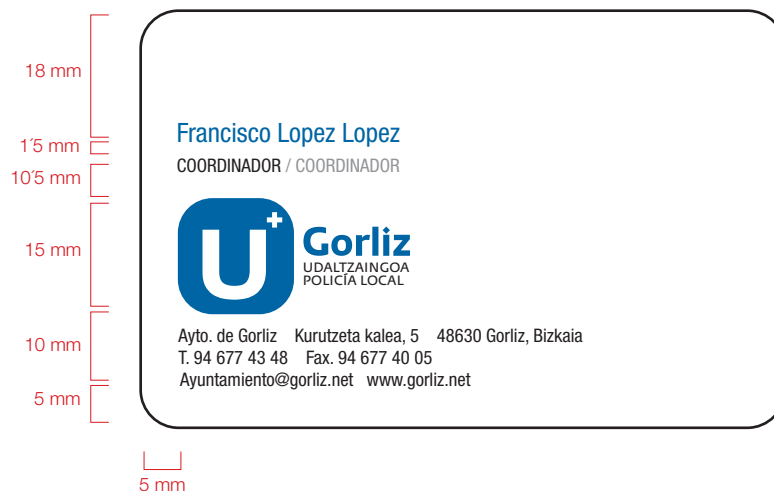 18 mm
Francisco Lopez Lopez
1'5 mm
COORDINADOR / COORDINADOR
10'5 mm
U+
Gorliz
15 mm
UDALTZAINGOA
POLICÍA LOCAL
Ayto. de Gorliz Kurutzeta kalea, 5 48630 Gorliz, Bizkaia
10 mm
T. 94 677 43 48 Fax. 94 677 40 05
Ayuntamiento@gorliz.net www.gorliz.net
5 mm
5 mm